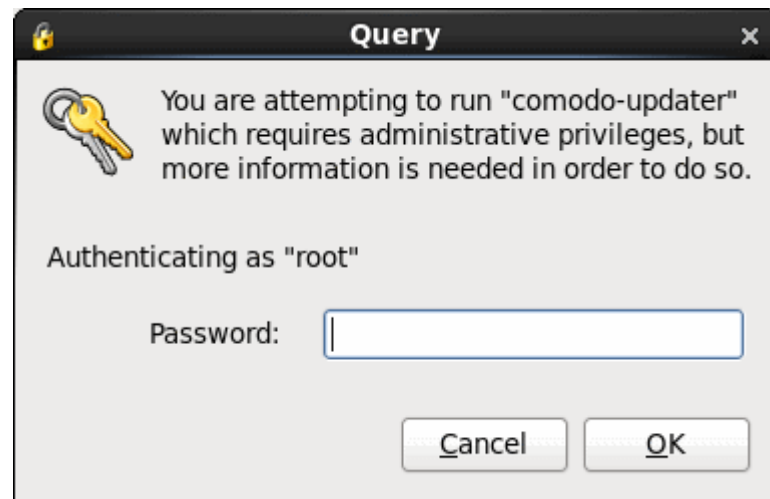 Query
You are attempting to run "comodo-updater"
which requires administrative privileges, but
more information is needed in order to do so.
Authenticating as "root"
Password:
Cancel OK